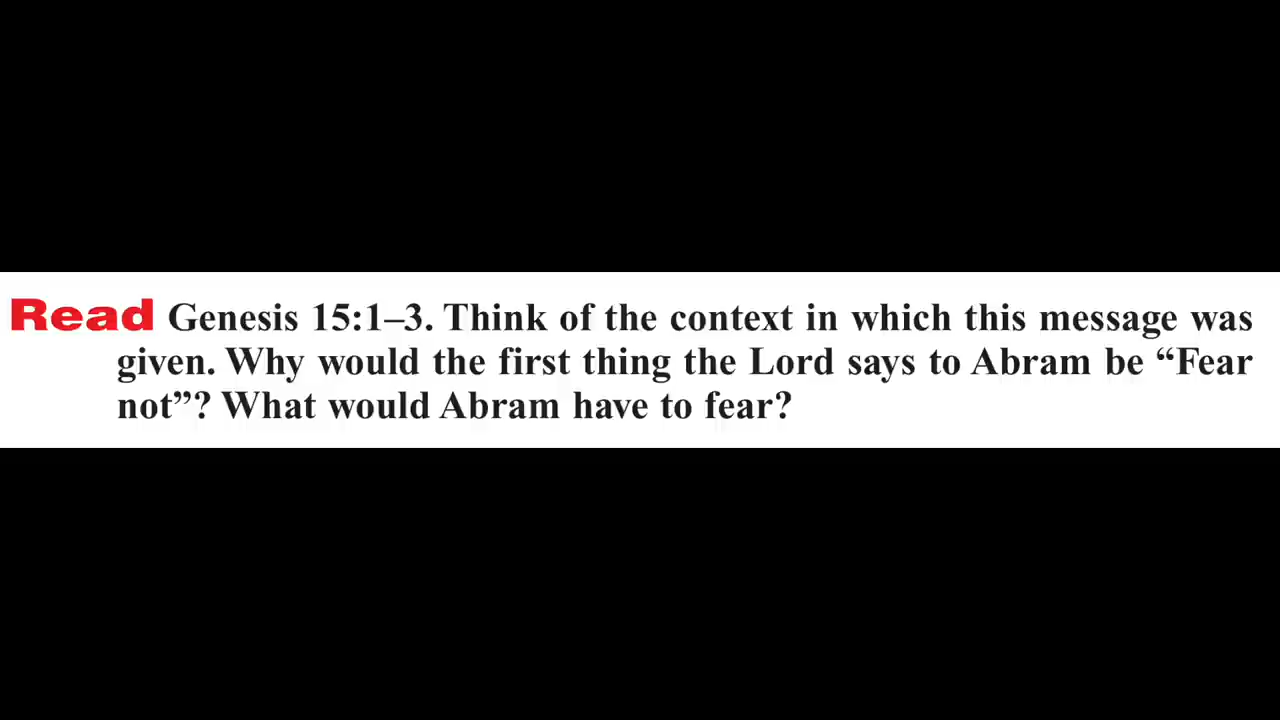 Read Genesis 15:1–3. Think of the context in which this message was
given. Why would the first thing the Lord says to Abram be “Fear
not”? What would Abram have to fear?